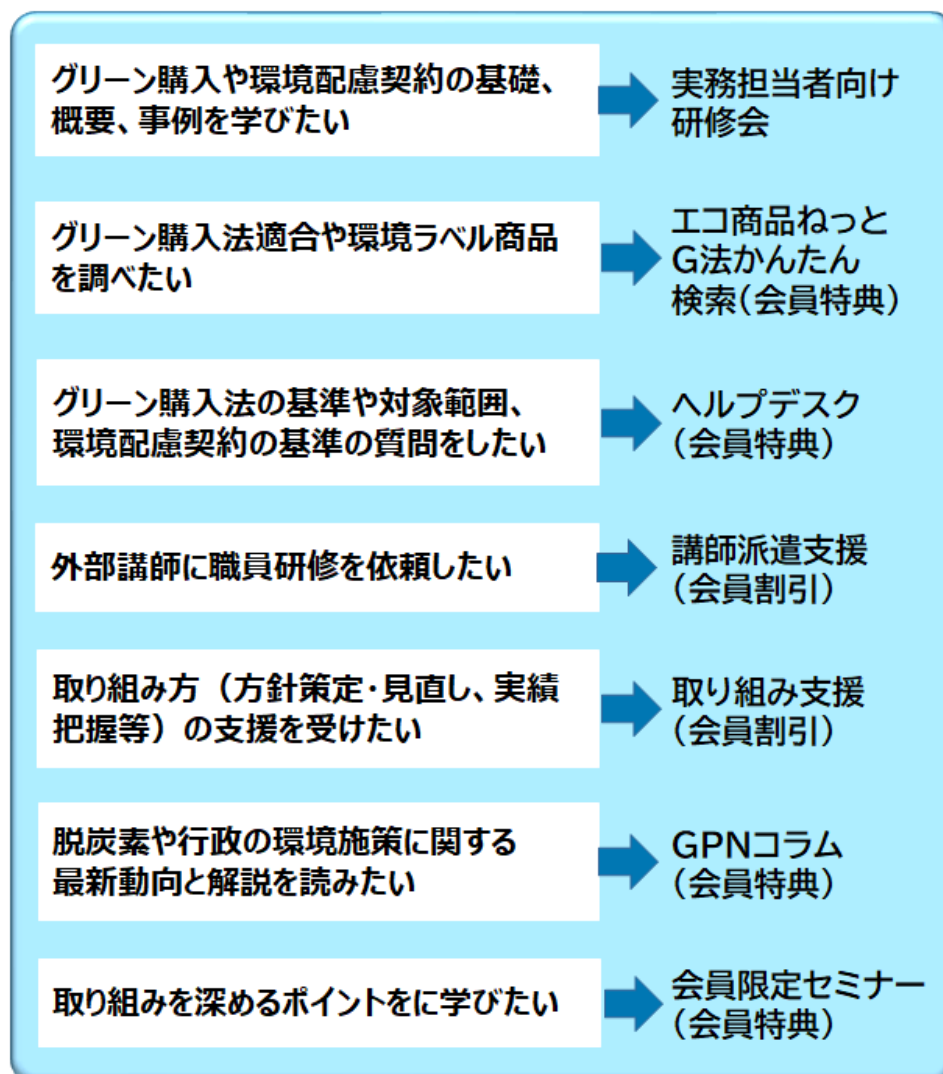 グリーン購入や環境配慮契約の基礎、
概要、事例を学びたい
実務担当者向け
研修会
グリーン購入法適合や環境ラベル商品
を調べたい
エコ商品ねっと
G法かんたん
検索(会員特典)
グリーン購入法の基準や対象範囲、
環境配慮契約の基準の質問をしたい
ヘルプデスク
(会員特典)
外部講師に職員研修を依頼したい
講師派遣支援
(会員割引)
取り組み方（方針策定・見直し、実績
把握等）の支援を受けたい
取り組み支援
(会員割引)
脱炭素や行政の環境施策に関する
最新動向と解説を読みたい
GPNコラム
(会員特典)
取り組みを深めるポイントをに学びたい
会員限定セミナー
(会員特典)